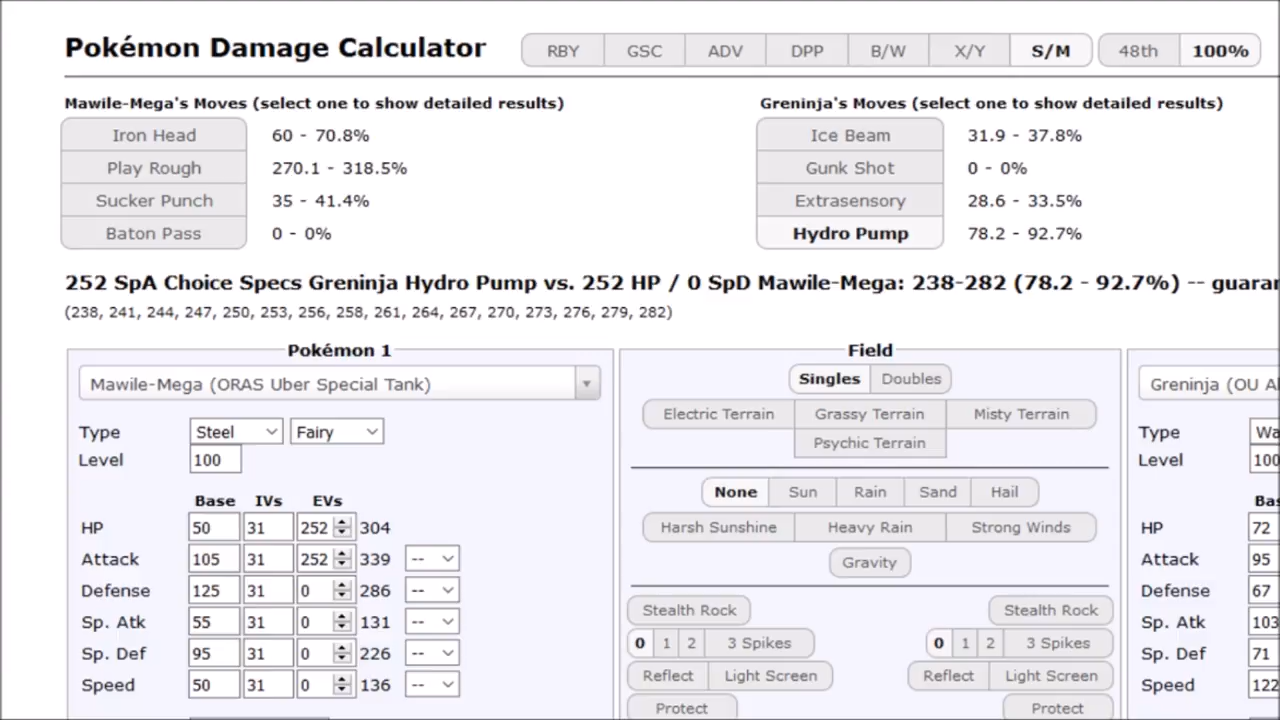 Pokémon Damage Calculator RBY GSC ADV DPP B/W X/Y S/M 48th 100%
Mawile-Mega's Moves (select one to show detailed results) Greninja's Moves (select one to show detailed results)
Iron Head 60 - 70.8% Ice Beam 31.9 - 37.8%
Play Rough 270.1 - 318.5% Gunk Shot 0 - 0%
Sucker Punch 35 - 41.4% Extrasensory 28.6 - 33.5%
Baton Pass 0 - 0% Hydro Pump 78.2 - 92.7%
252 SpA Choice Specs Greninja Hydro Pump vs. 252 HP / 0 SpD Mawile-Mega: 238-282 (78.2 - 92.7%) -- guarar
(238, 241, 244, 247, 250, 253, 256, 258, 261, 264, 267, 270, 273, 276, 279, 282)
Pokémon 1 Field
Mawile-Mega (ORAS Uber Special Tank) Singles Doubles Greninja (OU A
Electric Terrain Grassy Terrain Misty Terrain
Type Steel Fairy Psychic Terrain Type Wa
Level 100 Level 100
None Sun Rain Sand Hail
Base IVs EVs Bas
HP 50 31 252 304 Harsh Sunshine Heavy Rain Strong Winds HP 72
Attack 105 31 252 339 -- Gravity Attack 95
Defense 125 31 0 286 -- Defense 67
Stealth Rock Stealth Rock
Sp. Atk 55 31 0 131 -- Sp. Atk 103
Sp. Def 95 31 0 226 -- 0 1 2 3 Spikes 0 1 2 3 Spikes Sp. Def 71
Speed 50 31 0 136 -- Reflect Light Screen Reflect Light Screen Speed 122
Protect Protect